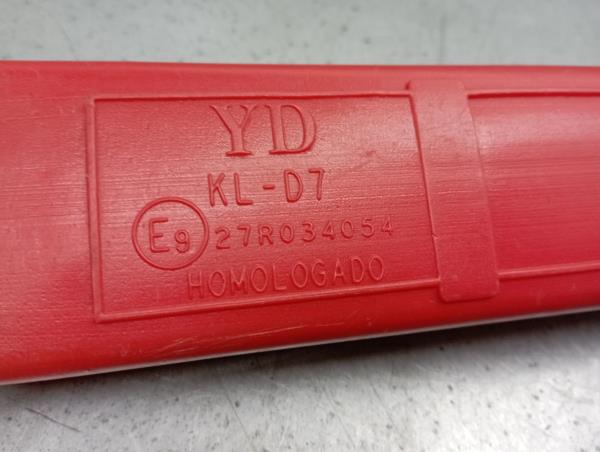 YD
KL-D7
E9 27R034054
HOMOLOGADO